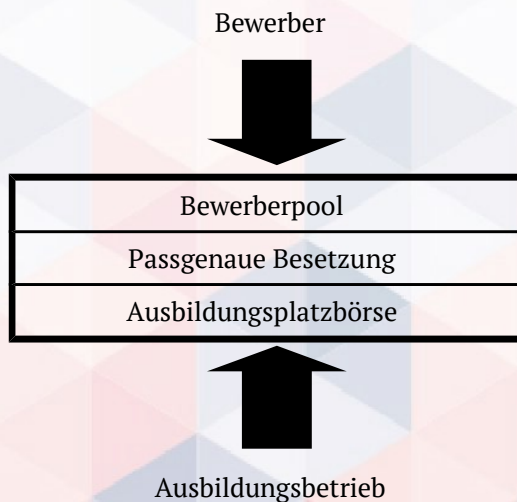 Bewerber
Bewerberpool
Passgenaue Besetzung
Ausbildungsplatzbörse
Ausbildungsbetrieb